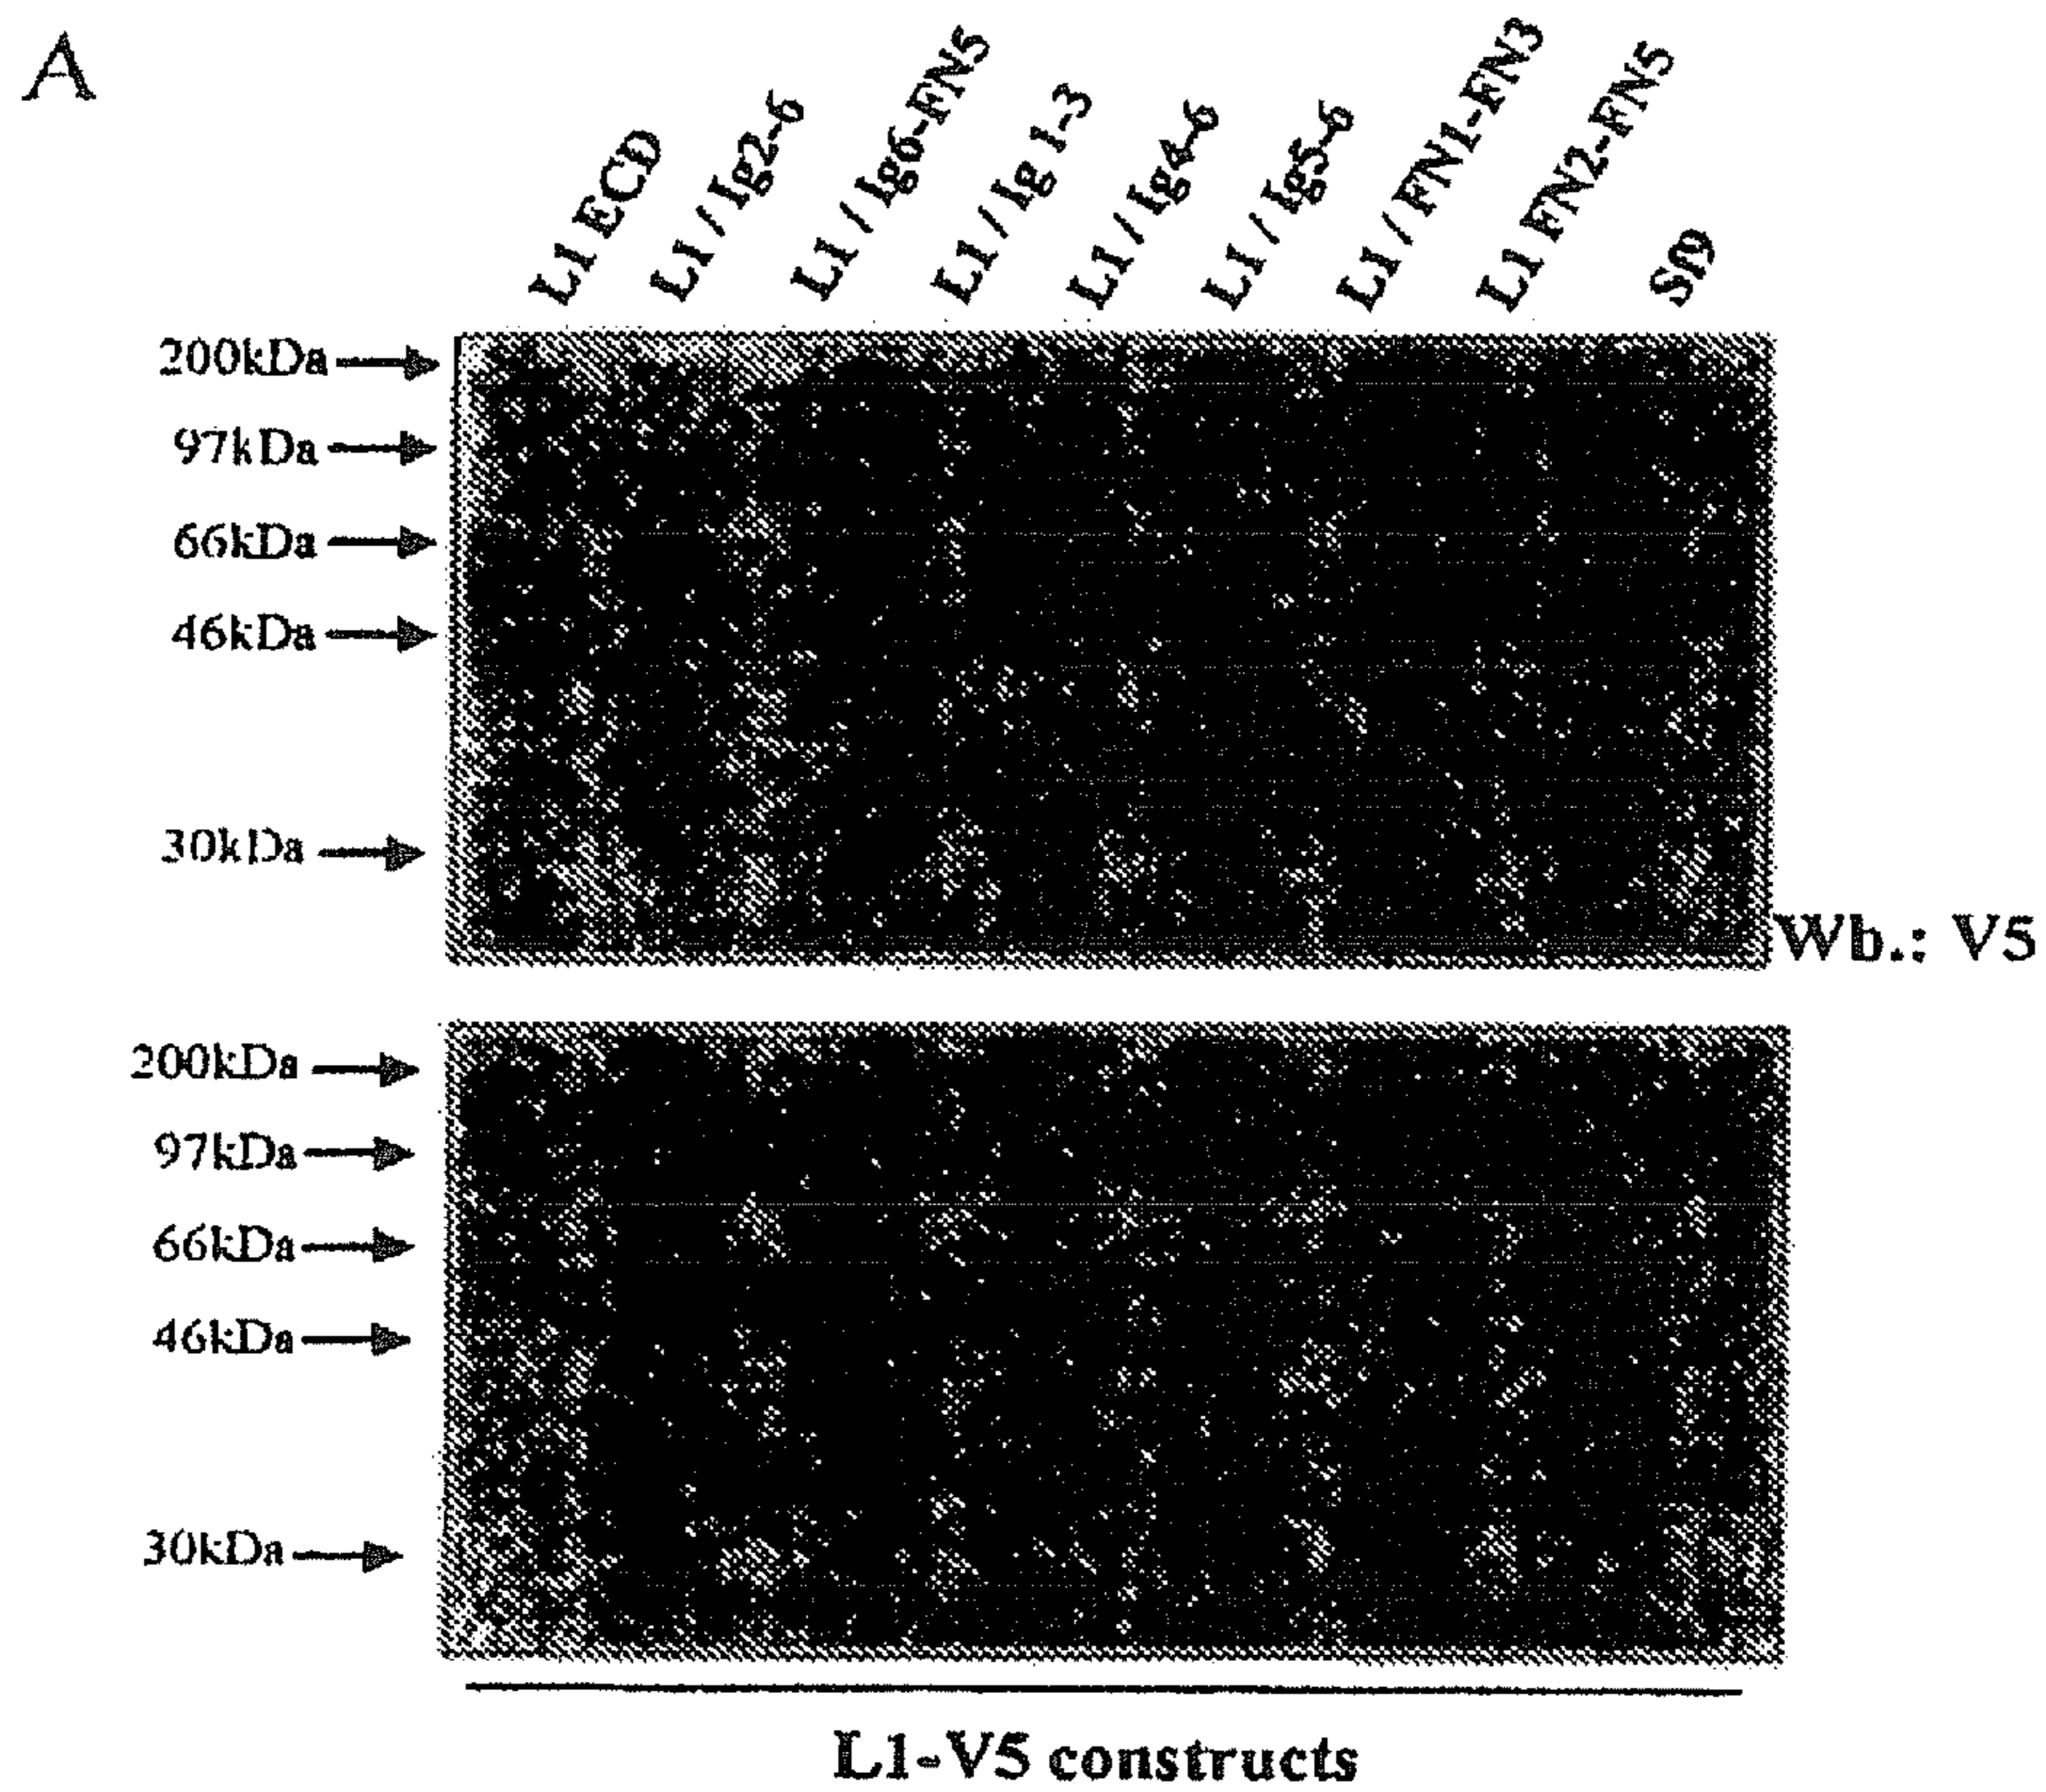 A
L1 ECD
L1 / Ig2-6
L1 / Ig6-FN5
L1 / Ig 1-3
L1 / Ig4-6
L1 / Ig5-6
L1 / FN1-FN3
L1 FN2-FN5
Sf9
200kDa
97kDa
66kDa
46kDa
30kDa
Wb.: V5
200kDa
97kDa
66kDa
46kDa
30kDa
L1-V5 constructs